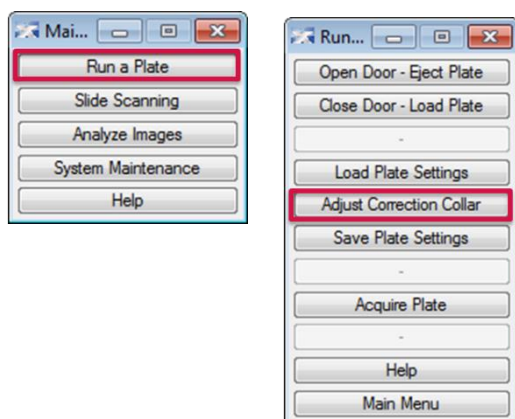 Mai...
Run a Plate
Slide Scanning
Analyze Images
System Maintenance
Help
Run...
Open Door - Eject Plate
Close Door - Load Plate
-
Load Plate Settings
Adjust Correction Collar
Save Plate Settings
-
Acquire Plate
-
Help
Main Menu